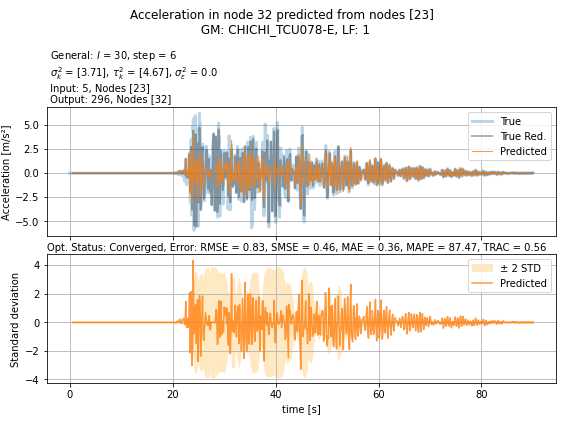 Acceleration in node 32 predicted from nodes [23]
GM: CHICHI_TCU078-E, LF: 1
General: l = 30, step = 6
σ²ₖ = [3.71], τ²ₖ = [4.67], σ²ε = 0.0
Input: 5, Nodes [23]
Output: 296, Nodes [32]
Acceleration [m/s²]
5.0
2.5
0.0
−2.5
−5.0
True
True Red.
Predicted
Opt. Status: Converged, Error: RMSE = 0.83, SMSE = 0.46, MAE = 0.36, MAPE = 87.47, TRAC = 0.56
Standard deviation
4
2
0
−2
−4
± 2 STD
Predicted
0 20 40 60 80
time [s]